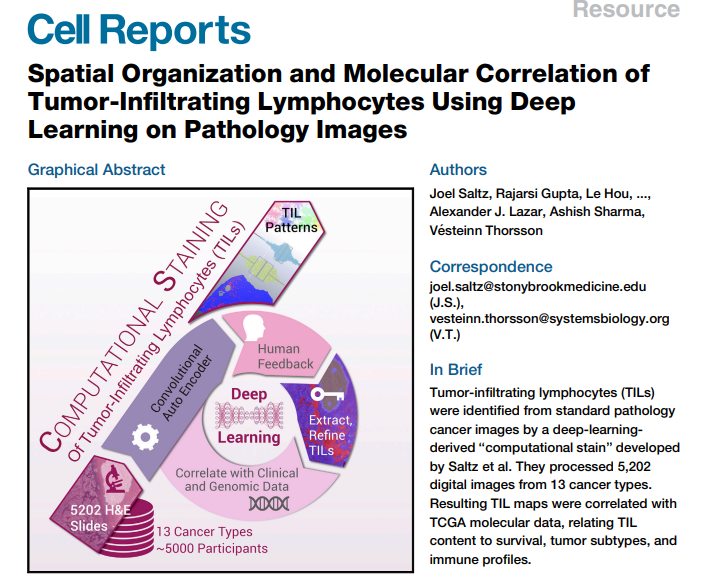 Resource
Cell Reports
Spatial Organization and Molecular Correlation of
Tumor-Infiltrating Lymphocytes Using Deep
Learning on Pathology Images
Graphical Abstract
COMPUTATIONAL STAINING
Of Tumor-Infiltrating Lymphocytes (TILs)
TIL
Patterns
Convolutional
Auto Encoder
Human
Feedback
Deep
Learning
Extract,
Refine
TILs
Correlate with Clinical
and Genomic Data
5202 H&E
Slides
13 Cancer Types
~5000 Participants
Authors
Joel Saltz, Rajarsi Gupta, Le Hou, ...,
Alexander J. Lazar, Ashish Sharma,
Vésteinn Thorsson
Correspondence
joel.saltz@stonybrookmedicine.edu
(J.S.),
vesteinn.thorsson@systemsbiology.org
(V.T.)
In Brief
Tumor-infiltrating lymphocytes (TILs)
were identified from standard pathology
cancer images by a deep-learning-
derived “computational stain” developed
by Saltz et al. They processed 5,202
digital images from 13 cancer types.
Resulting TIL maps were correlated with
TCGA molecular data, relating TIL
content to survival, tumor subtypes, and
immune profiles.